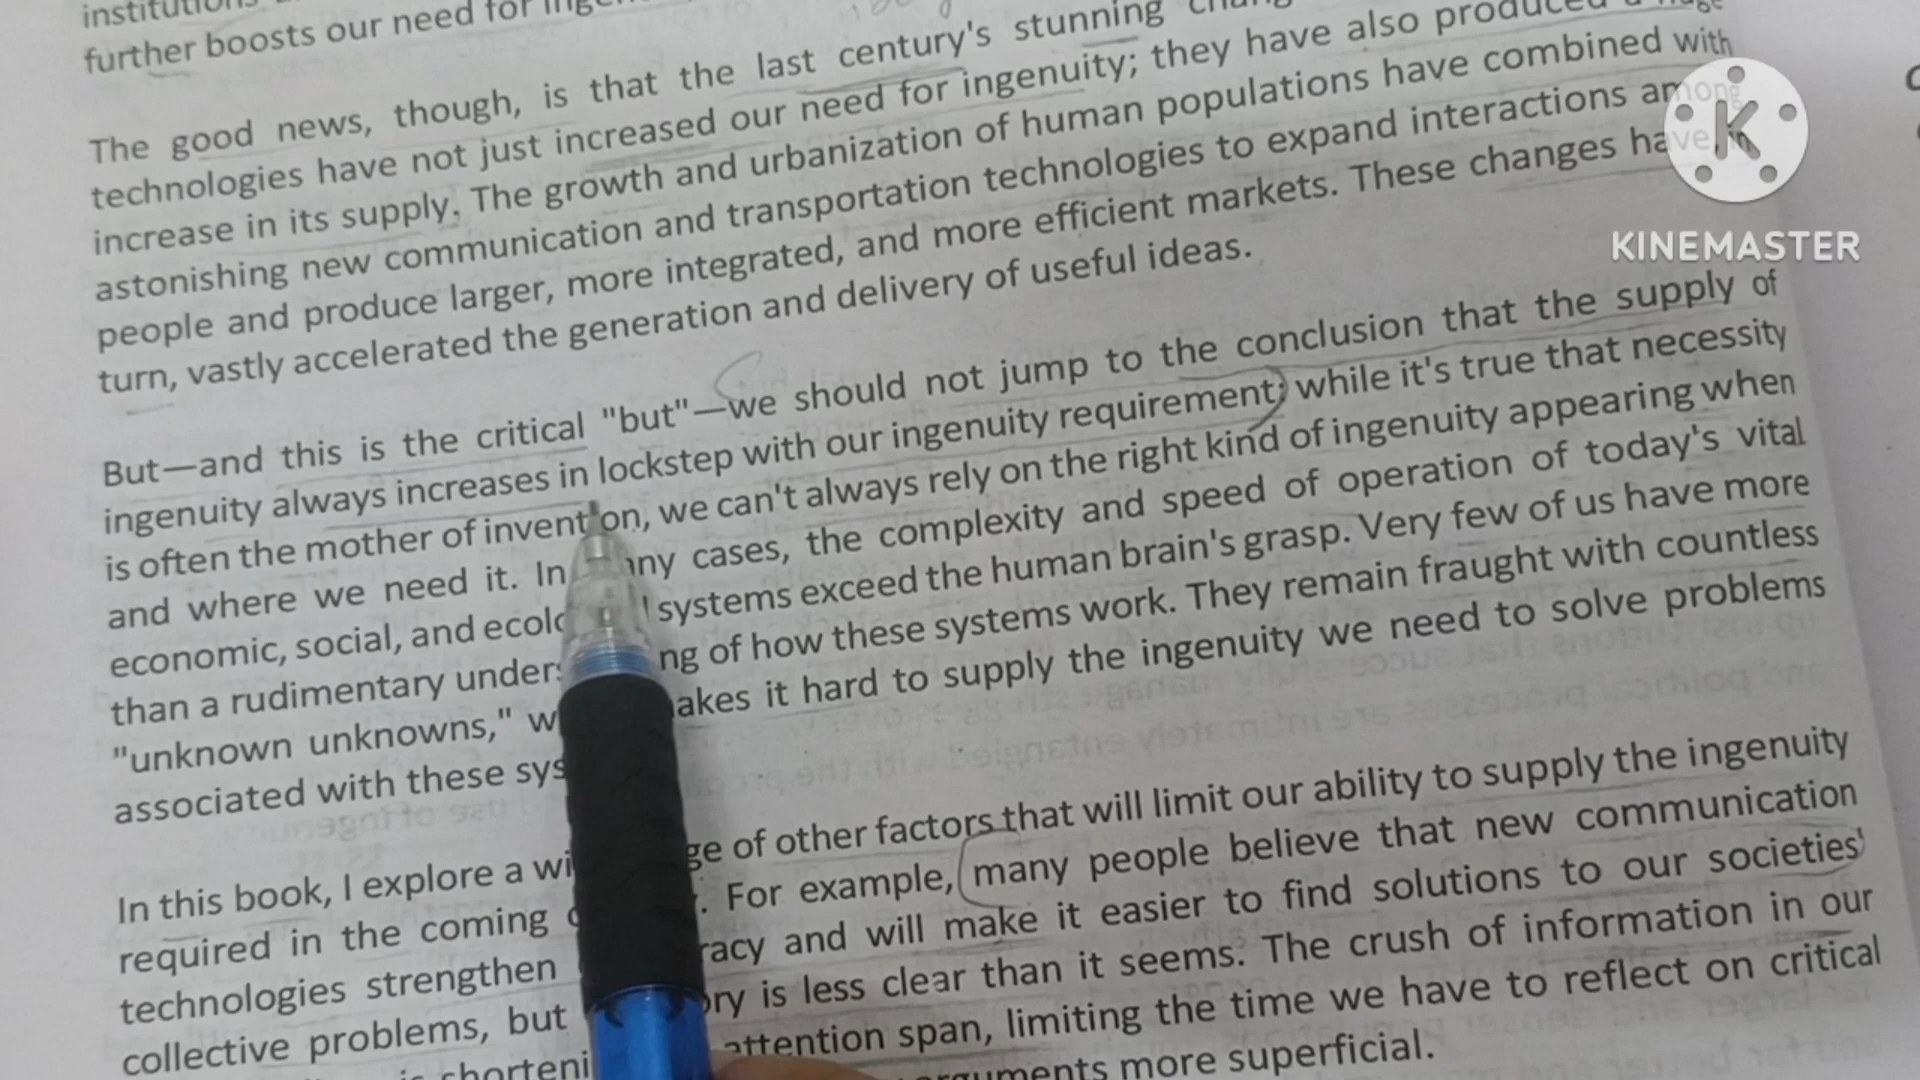 institutions
further boosts our need for
The good news, though, is that the last century's stunning
technologies have not just increased our need for ingenuity; they have also produced a huge
increase in its supply. The growth and urbanization of human populations have combined with
astonishing new communication and transportation technologies to expand interactions among
people and produce larger, more integrated, and more efficient markets. These changes have, in
turn, vastly accelerated the generation and delivery of useful ideas.
But—and this is the critical "but"—we should not jump to the conclusion that the supply of
ingenuity always increases in lockstep with our ingenuity requirement; while it's true that necessity
is often the mother of invention, we can't always rely on the right kind of ingenuity appearing when
and where we need it. In any cases, the complexity and speed of operation of today's vital
economic, social, and ecolo systems exceed the human brain's grasp. Very few of us have more
than a rudimentary unders ng of how these systems work. They remain fraught with countless
"unknown unknowns," w akes it hard to supply the ingenuity we need to solve problems
associated with these sys
In this book, I explore a wi ge of other factors that will limit our ability to supply the ingenuity
required in the coming . For example, many people believe that new communication
technologies strengthen racy and will make it easier to find solutions to our societies'
collective problems, but ory is less clear than it seems. The crush of information in our
is shorteni attention span, limiting the time we have to reflect on critical
uments more superficial.
K
KINEMASTER